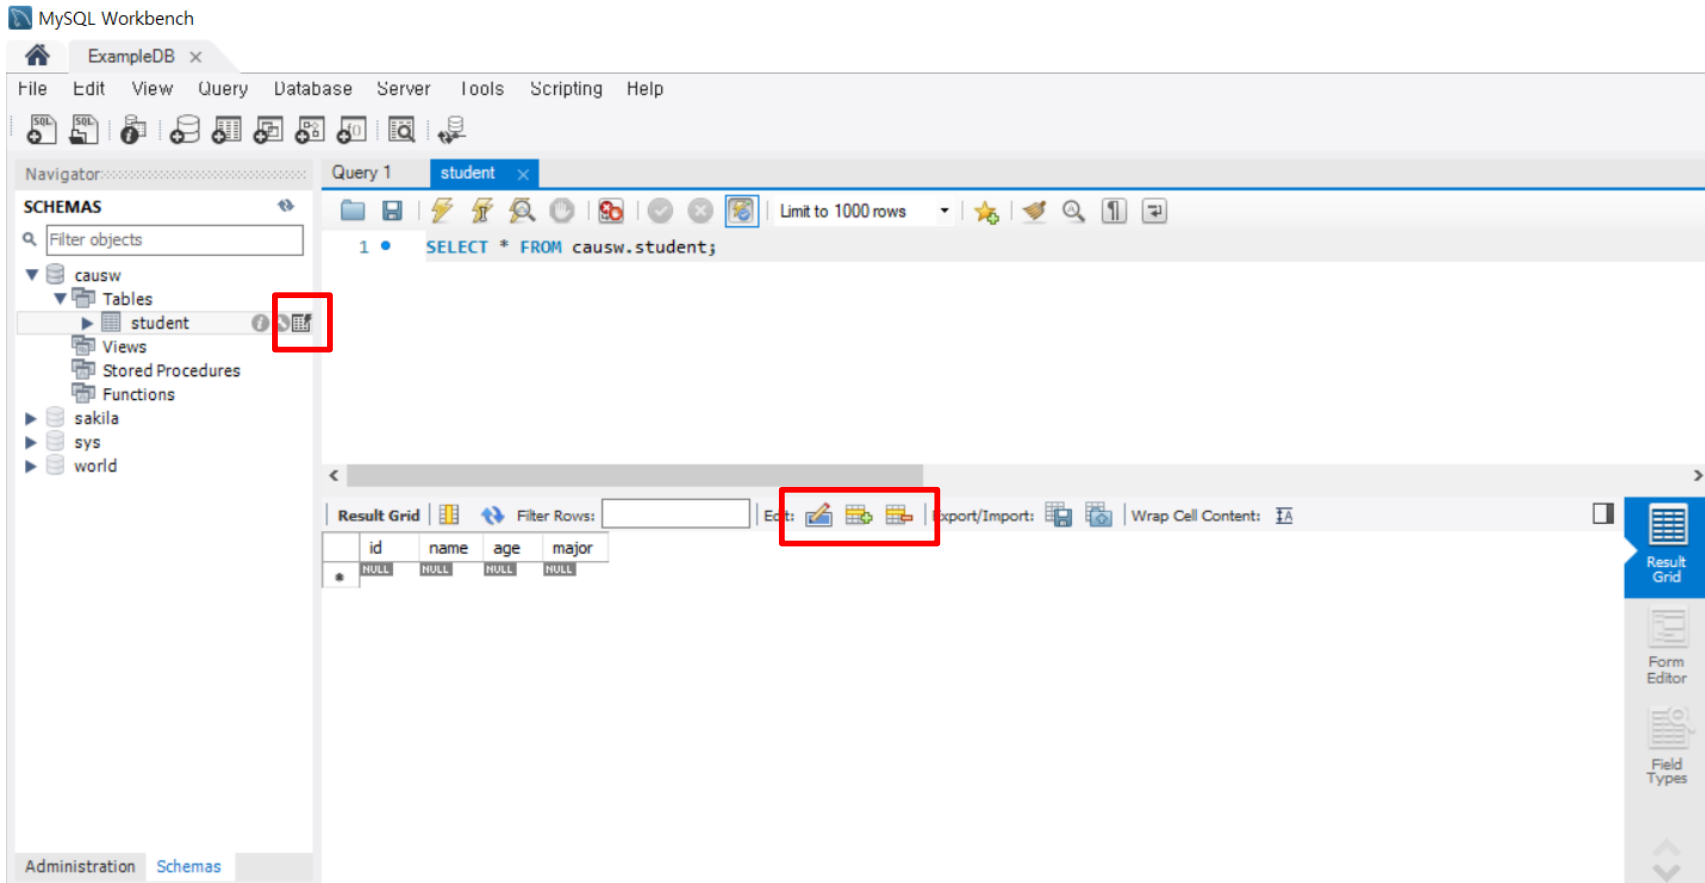 MySQL Workbench
ExampleDB
File Edit View Query Database Server Tools Scripting Help
Navigator
SCHEMAS
Filter objects
causw
Tables
student
Views
Stored Procedures
Functions
sakila
sys
world
Administration Schemas
Query 1 student
Limit to 1000 rows
1 SELECT * FROM causw.student;
Result Grid Filter Rows: Edit: Export/Import: Wrap Cell Content: IA
id name age major
NULL NULL NULL NULL
Result
Grid
Form
Editor
Field
Types